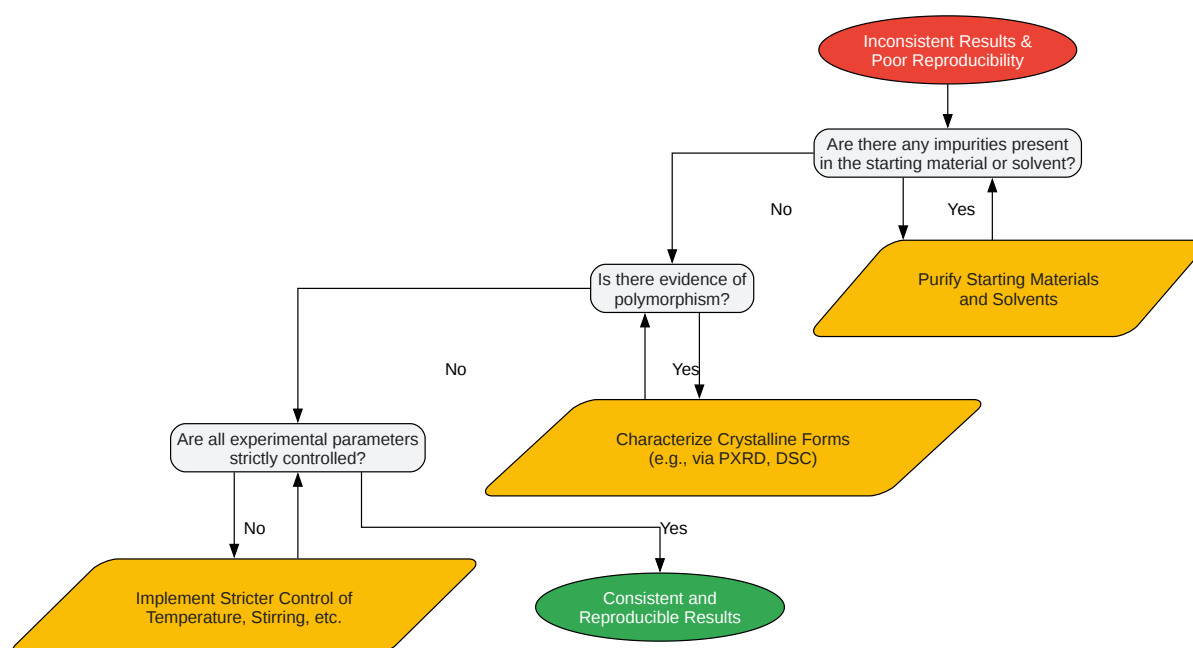 Inconsistent Results &
Poor Reproducibility
Are there any impurities present
in the starting material or solvent?
No
Yes
Purify Starting Materials
and Solvents
Is there evidence of
polymorphism?
No
Yes
Characterize Crystalline Forms
(e.g., via PXRD, DSC)
Are all experimental parameters
strictly controlled?
No
Yes
Implement Stricter Control of
Temperature, Stirring, etc.
Consistent and
Reproducible Results